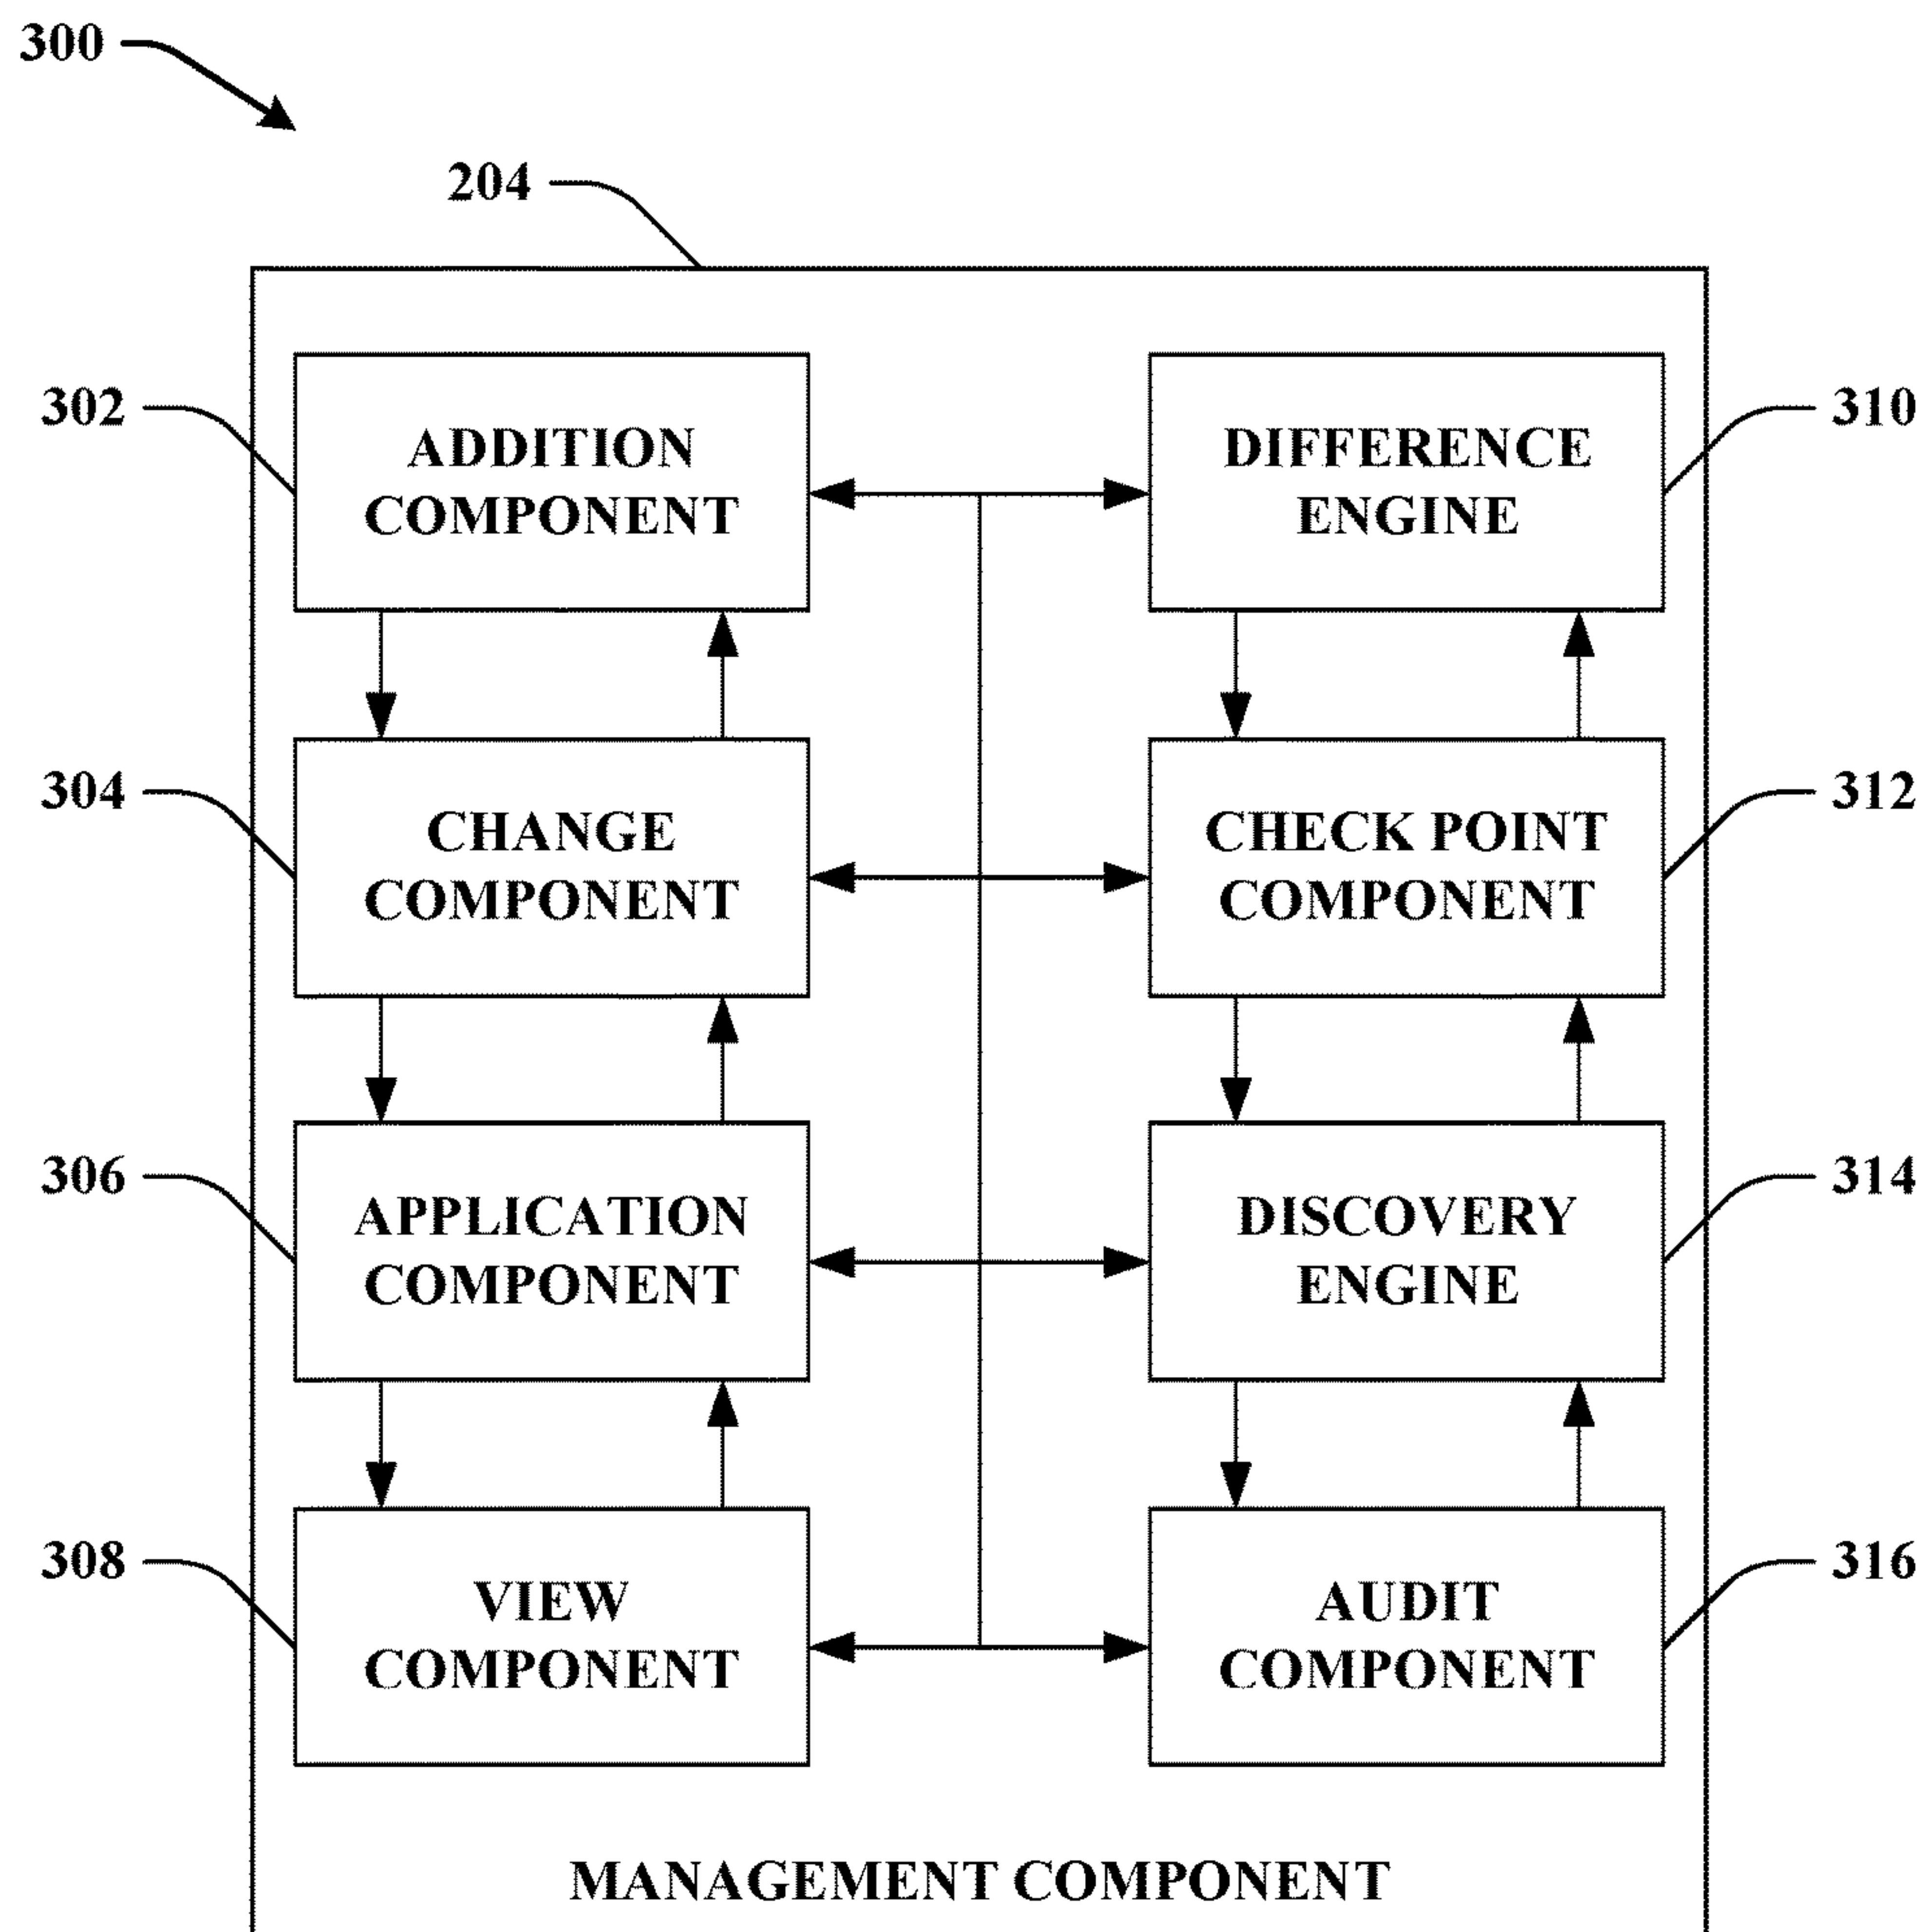 300
204
302
ADDITION
COMPONENT
DIFFERENCE
ENGINE
310
304
CHANGE
COMPONENT
CHECK POINT
COMPONENT
312
306
APPLICATION
COMPONENT
DISCOVERY
ENGINE
314
308
VIEW
COMPONENT
AUDIT
COMPONENT
316
MANAGEMENT COMPONENT